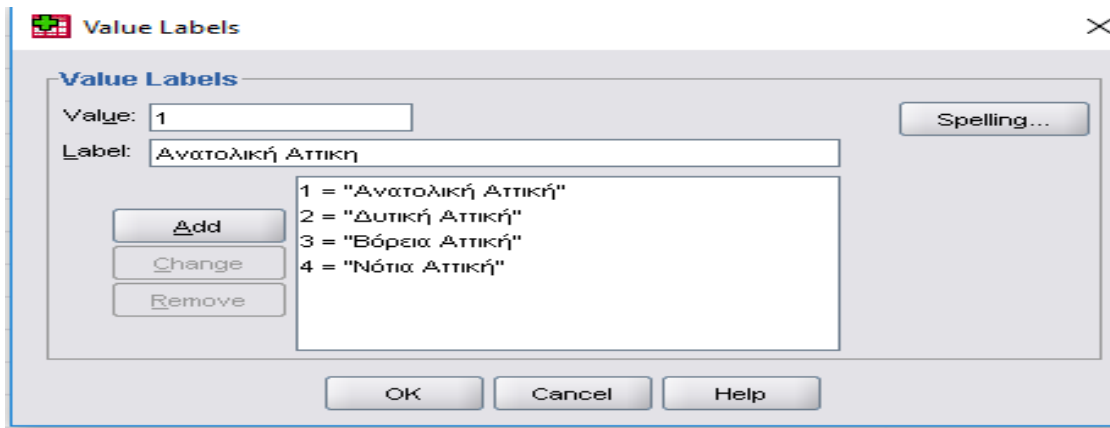 Value Labels
Value Labels
Value: 1
Spelling...
Label: Ανατολική Αττικη
1 = "Ανατολική Αττική"
Add
2 = "Δυτική Αττική"
3 = "Βόρεια Αττική"
Change
4 = "Νότια Αττική"
Remove
OK Cancel Help